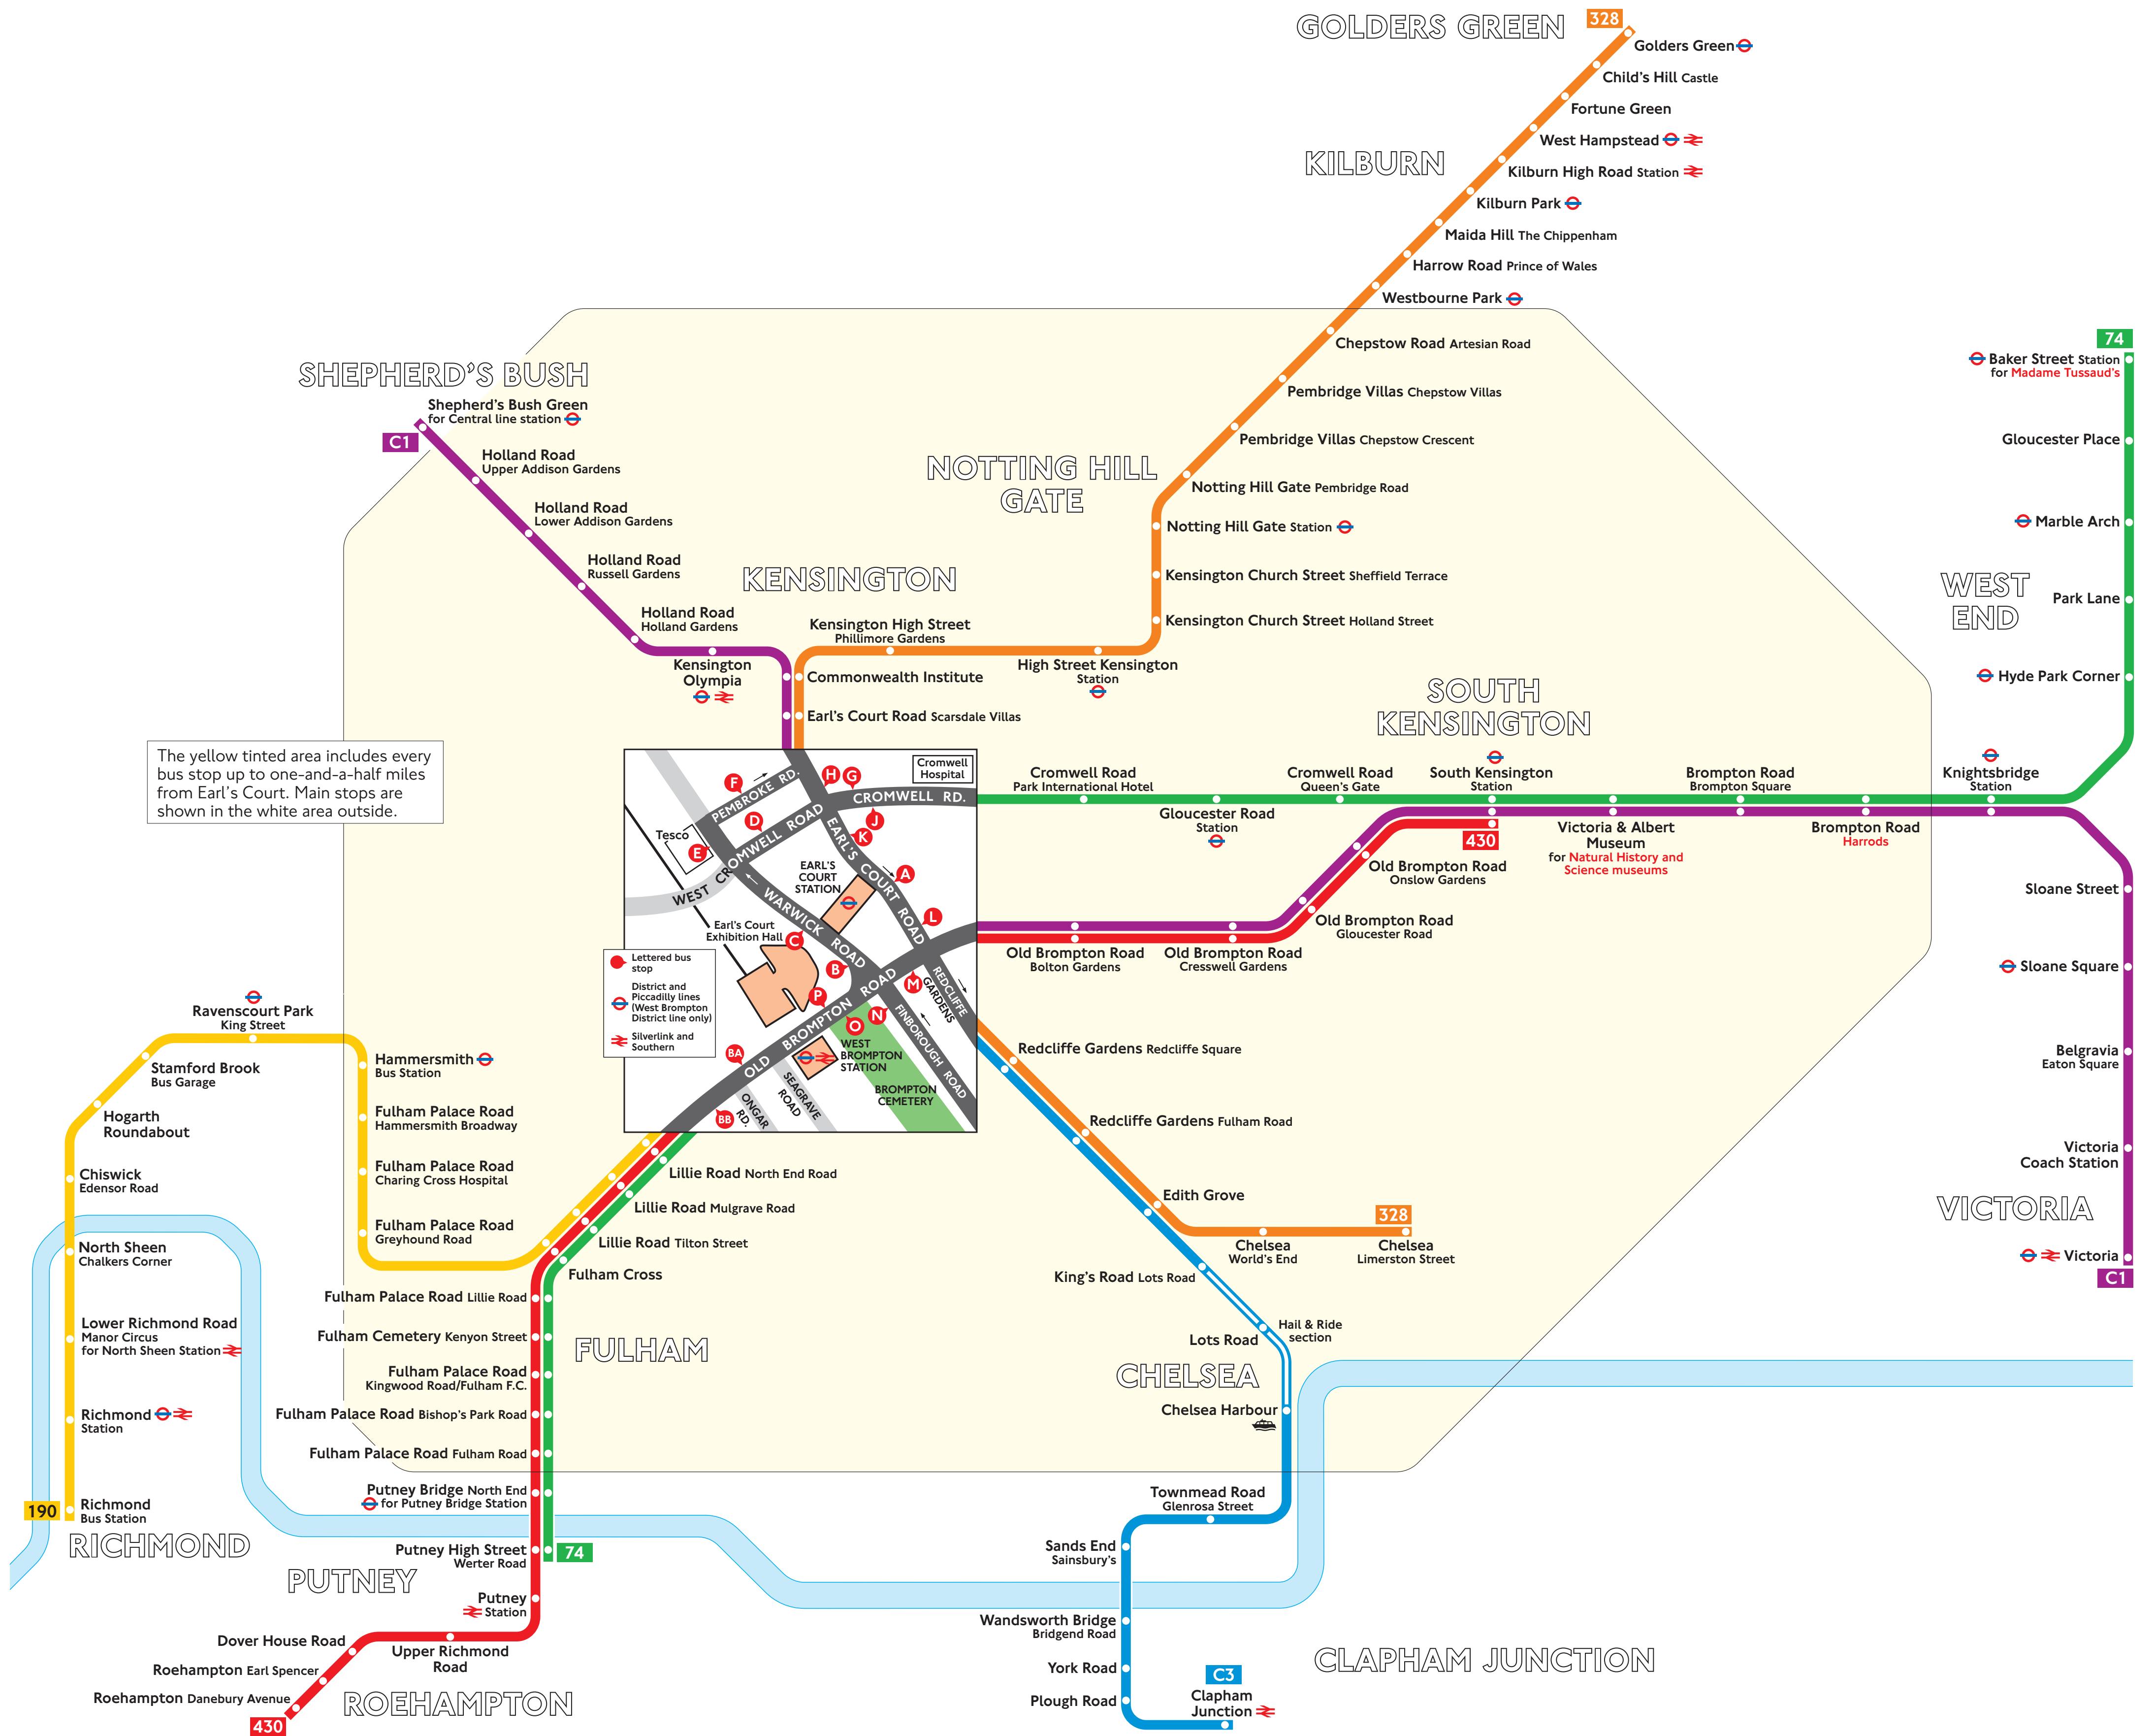 GOLDERS GREEN
328
Golders Green
Child's Hill Castle
Fortune Green
West Hampstead
KILBURN
Kilburn High Road Station
Kilburn Park
Maida Hill The Chippenham
Harrow Road Prince of Wales
Westbourne Park
Chepstow Road Artesian Road
Pembridge Villas Chepstow Villas
Pembridge Villas Chepstow Crescent
NOTTING HILL
GATE
Notting Hill Gate Pembridge Road
Notting Hill Gate Station
Kensington Church Street Sheffield Terrace
Kensington Church Street Holland Street
SHEPHERD'S BUSH
Shepherd's Bush Green
for Central line station
C1
Holland Road
Upper Addison Gardens
Holland Road
Lower Addison Gardens
Holland Road
Russell Gardens
Holland Road
Holland Gardens
KENSINGTON
Kensington
Olympia
Kensington High Street
Phillimore Gardens
High Street Kensington
Station
Commonwealth Institute
Earl's Court Road Scarsdale Villas
74
Baker Street Station
for Madame Tussaud's
Gloucester Place
Marble Arch
WEST
END
Park Lane
Hyde Park Corner
SOUTH
KENSINGTON
The yellow tinted area includes every
bus stop up to one-and-a-half miles
from Earl's Court. Main stops are
shown in the white area outside.
Cromwell Road
Park International Hotel
Gloucester Road
Station
Cromwell Road
Queen's Gate
South Kensington
Station
430
Victoria & Albert
Museum
for Natural History and
Science museums
Brompton Road
Brompton Square
Brompton Road
Harrods
Knightsbridge
Station
Old Brompton Road
Onslow Gardens
Old Brompton Road
Gloucester Road
Old Brompton Road
Bolton Gardens
Old Brompton Road
Cresswell Gardens
Sloane Street
Sloane Square
Belgravia
Eaton Square
Victoria
Coach Station
VICTORIA
Victoria
C1
Cromwell
Hospital
F
H
G
PEMBROKE RD.
CROMWELL RD.
D
J
K
Tesco
E
WEST CROMWELL ROAD
EARL'S COURT ROAD
EARL'S
COURT
STATION
A
WARWICK ROAD
L
Earl's Court
Exhibition Hall
C
B
M
P
O
N
REDCLIFFE
GARDENS
FINBOROUGH ROAD
OLD BROMPTON ROAD
BA
WEST
BROMPTON
STATION
BROMPTON
CEMETERY
SEAGRAVE
ROAD
ONGAR
RD.
BB
Lettered bus
stop
District and
Piccadilly lines
(West Brompton
District line only)
Silverlink and
Southern
Ravenscourt Park
King Street
Stamford Brook
Bus Garage
Hogarth
Roundabout
Chiswick
Edensor Road
North Sheen
Chalkers Corner
Lower Richmond Road
Manor Circus
for North Sheen Station
Richmond
Station
190
Richmond
Bus Station
RICHMOND
Hammersmith
Bus Station
Fulham Palace Road
Hammersmith Broadway
Fulham Palace Road
Charing Cross Hospital
Fulham Palace Road
Greyhound Road
Lillie Road North End Road
Lillie Road Mulgrave Road
Lillie Road Tilton Street
Fulham Cross
Fulham Palace Road Lillie Road
Fulham Cemetery Kenyon Street
FULHAM
Fulham Palace Road
Kingwood Road/Fulham F.C.
Fulham Palace Road Bishop's Park Road
Fulham Palace Road Fulham Road
Putney Bridge North End
for Putney Bridge Station
Putney High Street
Werter Road
74
PUTNEY
Putney
Station
Upper Richmond
Road
Dover House Road
Roehampton Earl Spencer
Roehampton Danebury Avenue
ROEHAMPTON
430
Redcliffe Gardens Redcliffe Square
Redcliffe Gardens Fulham Road
Edith Grove
328
Chelsea
World's End
Chelsea
Limerston Street
King's Road Lots Road
Hail & Ride
section
Lots Road
CHELSEA
Chelsea Harbour
Townmead Road
Glenrosa Street
Sands End
Sainsbury's
Wandsworth Bridge
Bridgend Road
York Road
Plough Road
C3
Clapham
Junction
CLAPHAM JUNCTION